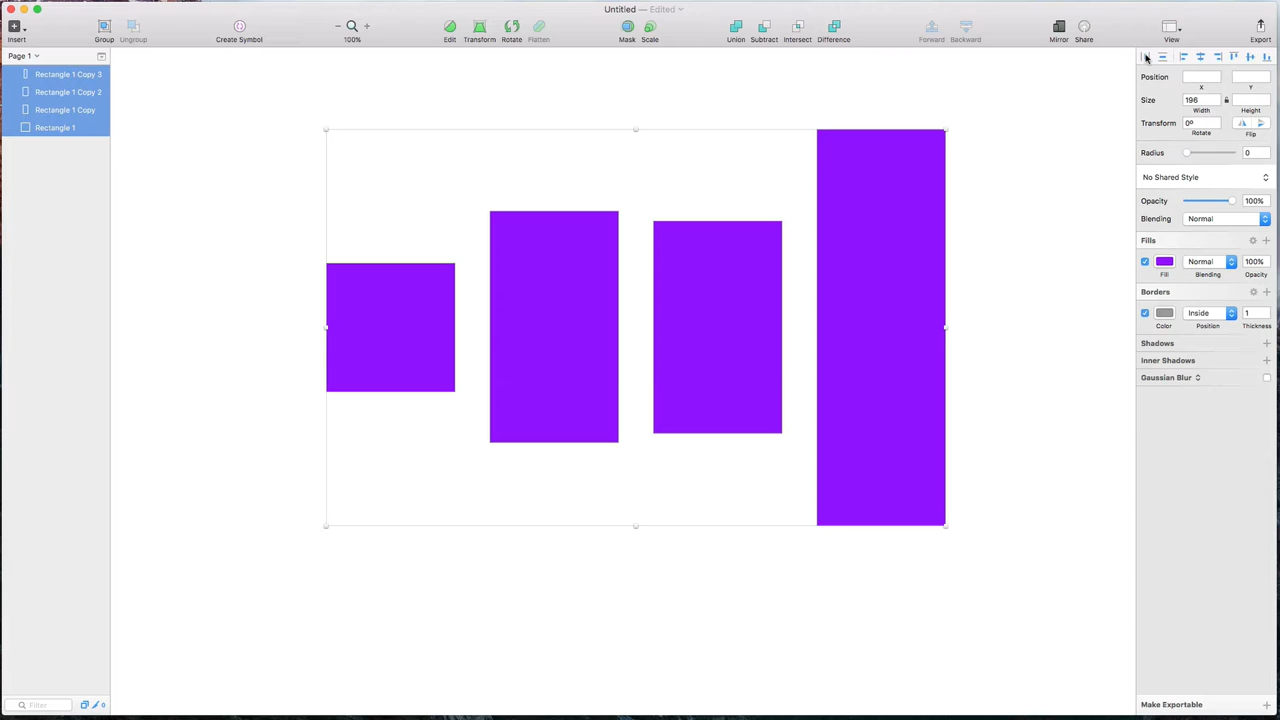 Untitled — Edited
Insert
Group
Ungroup
Create Symbol
100%
Edit
Transform
Rotate
Flatten
Mask
Scale
Union
Subtract
Intersect
Difference
Forward
Backward
Mirror
Share
View
Export
Page 1
Rectangle 1 Copy 3
Rectangle 1 Copy 2
Rectangle 1 Copy
Rectangle 1
Position
X
Y
Size
196
Width
Height
Transform
0º
Rotate
Flip
Radius
0
No Shared Style
Opacity
100%
Blending
Normal
Fills
Normal
100%
Fill
Blending
Opacity
Borders
Inside
1
Color
Position
Thickness
Shadows
Inner Shadows
Gaussian Blur
Filter
0
Make Exportable